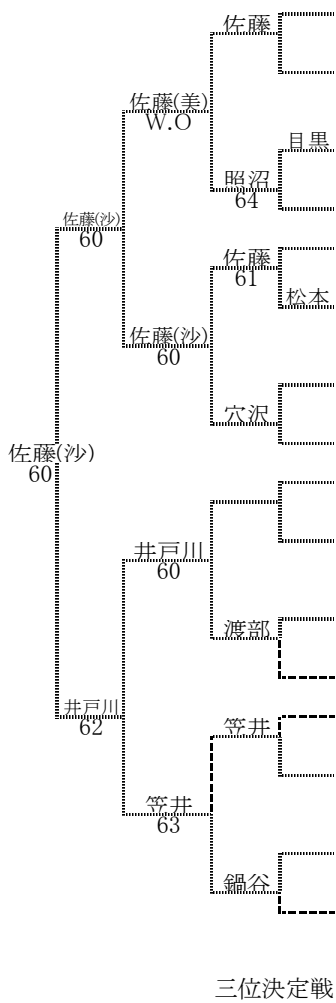 佐藤
佐藤(美)
W.O
目黒
照沼
64
佐藤(沙)
60
佐藤
61
松本
佐藤(沙)
60
穴沢
佐藤(沙)
60
井戸川
60
渡部
井戸川
62
笠井
笠井
63
鍋谷
三位決定戦